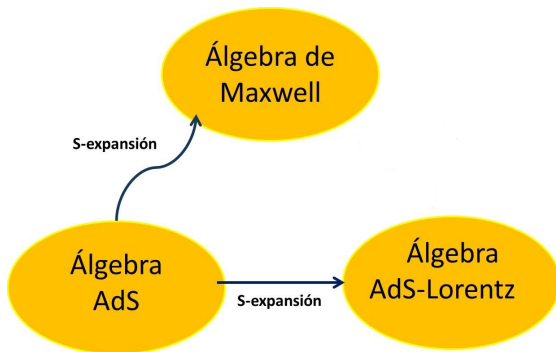 Álgebra de
Maxwell
S-expansión
Álgebra
AdS
S-expansión
Álgebra
AdS-Lorentz